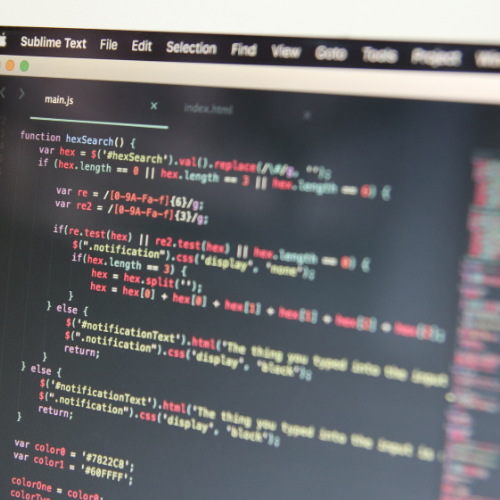 Sublime Text File Edit Selection Find View Goto Tools Project
main.js × index.html ×
function hexSearch() {
var hex = $('#hexSearch').val().replace(/\#/g, '');
if (hex.length == 0 || hex.length == 3 || hex.length == 6) {
var re = /[0-9A-Fa-f]{6}/g;
var re2 = /[0-9A-Fa-f]{3}/g;
if(re.test(hex) || re2.test(hex) || hex.length == 0) {
$(".notification").css("display", "none");
if(hex.length == 3) {
hex = hex.split("");
hex = hex[0] + hex[0] + hex[1] + hex[1] + hex[2] + hex[2];
}
} else {
$('#notificationText').html("The thing you typed into the input
$(".notification").css("display", "block");
return;
}
} else {
$('#notificationText').html("The thing you typed into the input is
$(".notification").css("display", "block");
return;
}
var color0 = '#7822C8';
var color1 = '#60FFFF';
colorOne = color0;